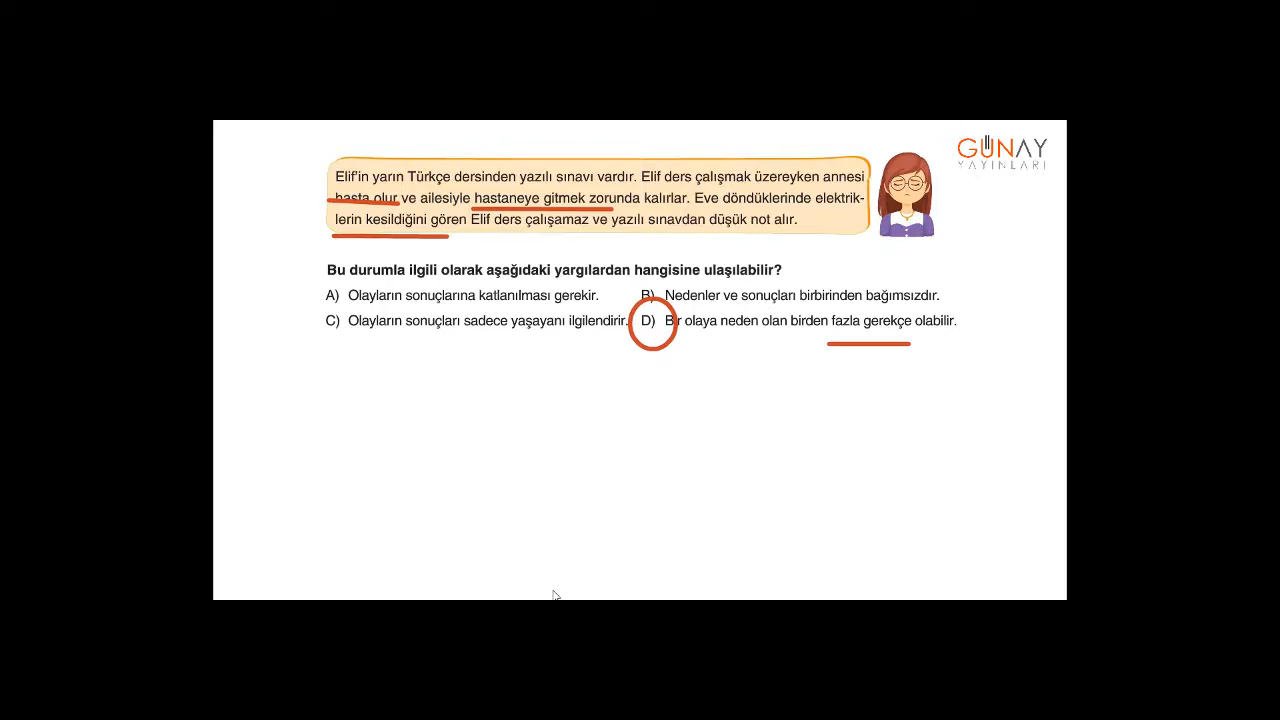 GÜNAY
YAYINLARI
Elif'in yarın Türkçe dersinden yazılı sınavı vardır. Elif ders çalışmak üzereyken annesi
hasta olur ve ailesiyle hastaneye gitmek zorunda kalırlar. Eve döndüklerinde elektrik-
lerin kesildiğini gören Elif ders çalışamaz ve yazılı sınavdan düşük not alır.
Bu durumla ilgili olarak aşağıdaki yargılardan hangisine ulaşılabilir?
A) Olayların sonuçlarına katlanılması gerekir. B) Nedenler ve sonuçları birbirinden bağımsızdır.
C) Olayların sonuçları sadece yaşayanı ilgilendirir. D) Bir olaya neden olan birden fazla gerekçe olabilir.